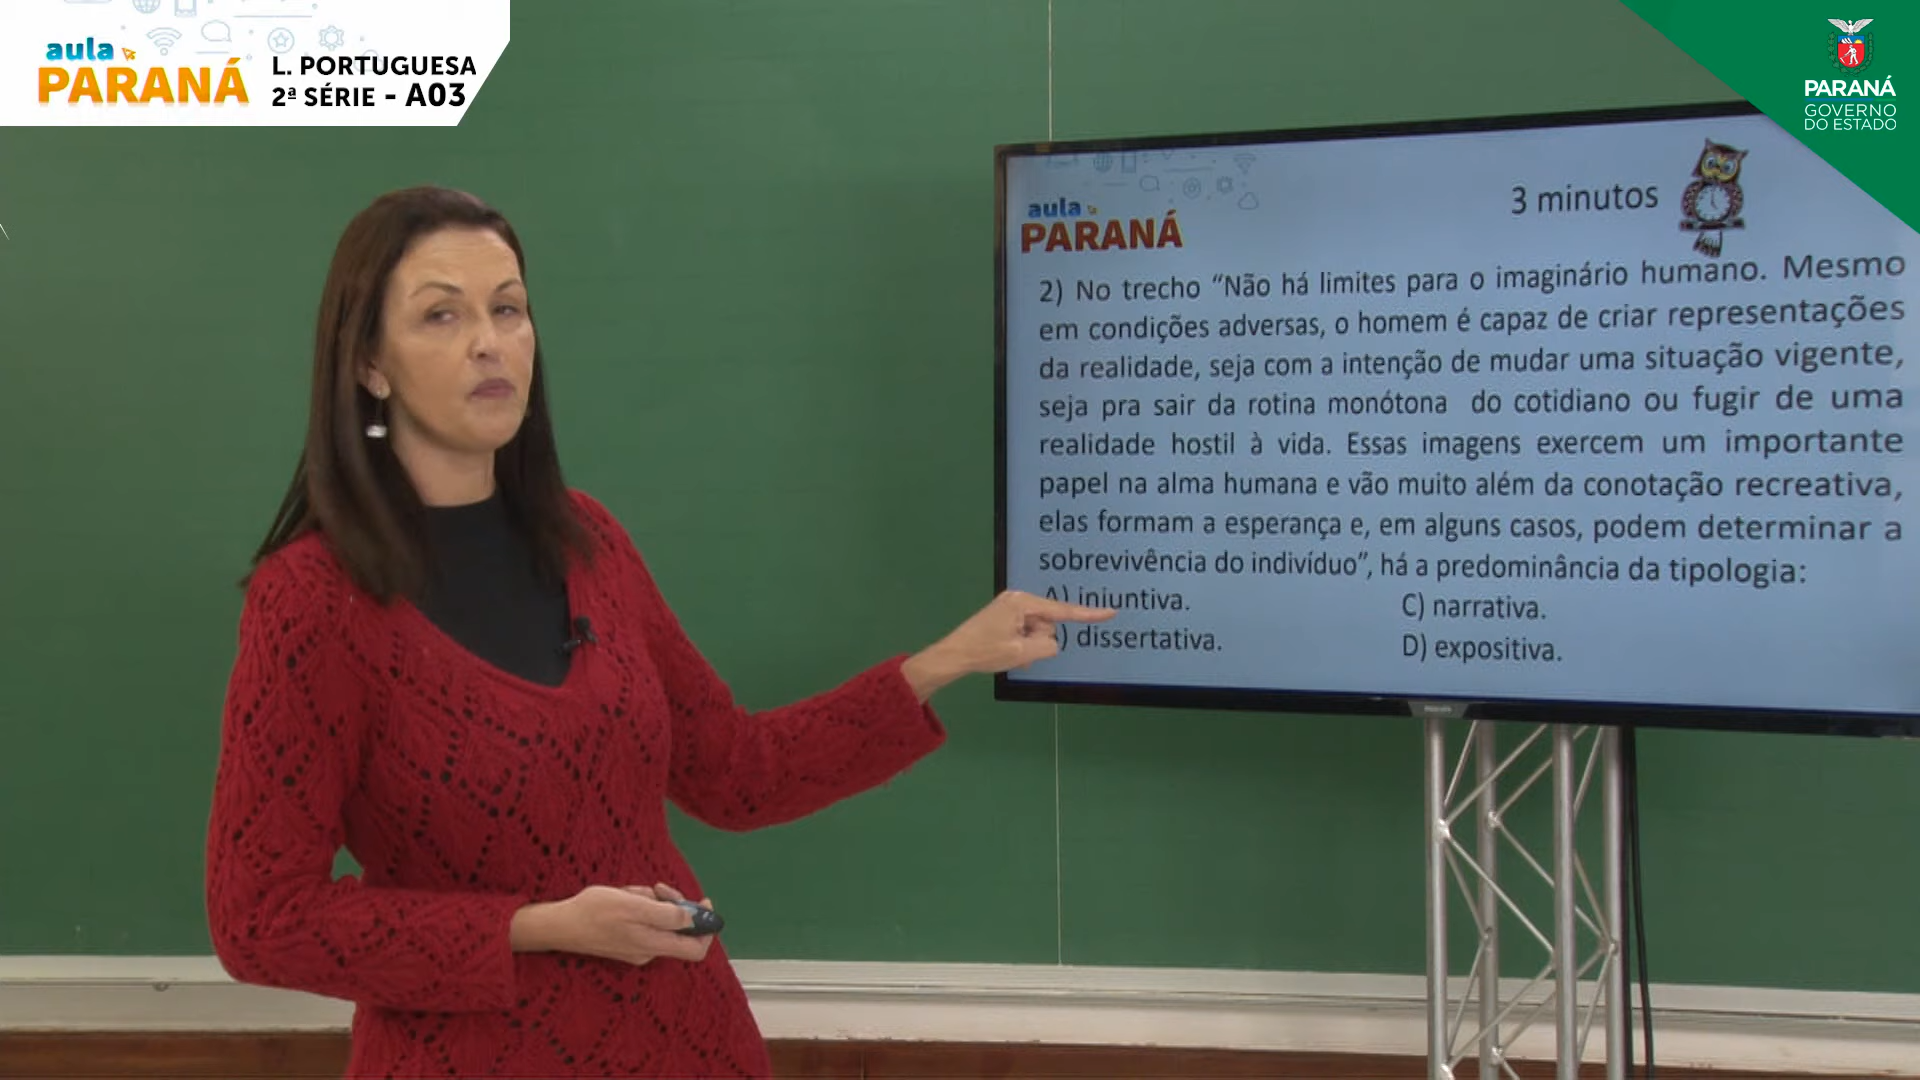 aula
PARANÁ
L. PORTUGUESA
2ª SÉRIE - A03
PARANÁ
GOVERNO
DO ESTADO
aula
PARANÁ
3 minutos
2) No trecho “Não há limites para o imaginário humano. Mesmo
em condições adversas, o homem é capaz de criar representações
da realidade, seja com a intenção de mudar uma situação vigente,
seja pra sair da rotina monótona do cotidiano ou fugir de uma
realidade hostil à vida. Essas imagens exercem um importante
papel na alma humana e vão muito além da conotação recreativa,
elas formam a esperança e, em alguns casos, podem determinar a
sobrevivência do indivíduo”, há a predominância da tipologia:
A) injuntiva.
) dissertativa.
C) narrativa.
D) expositiva.